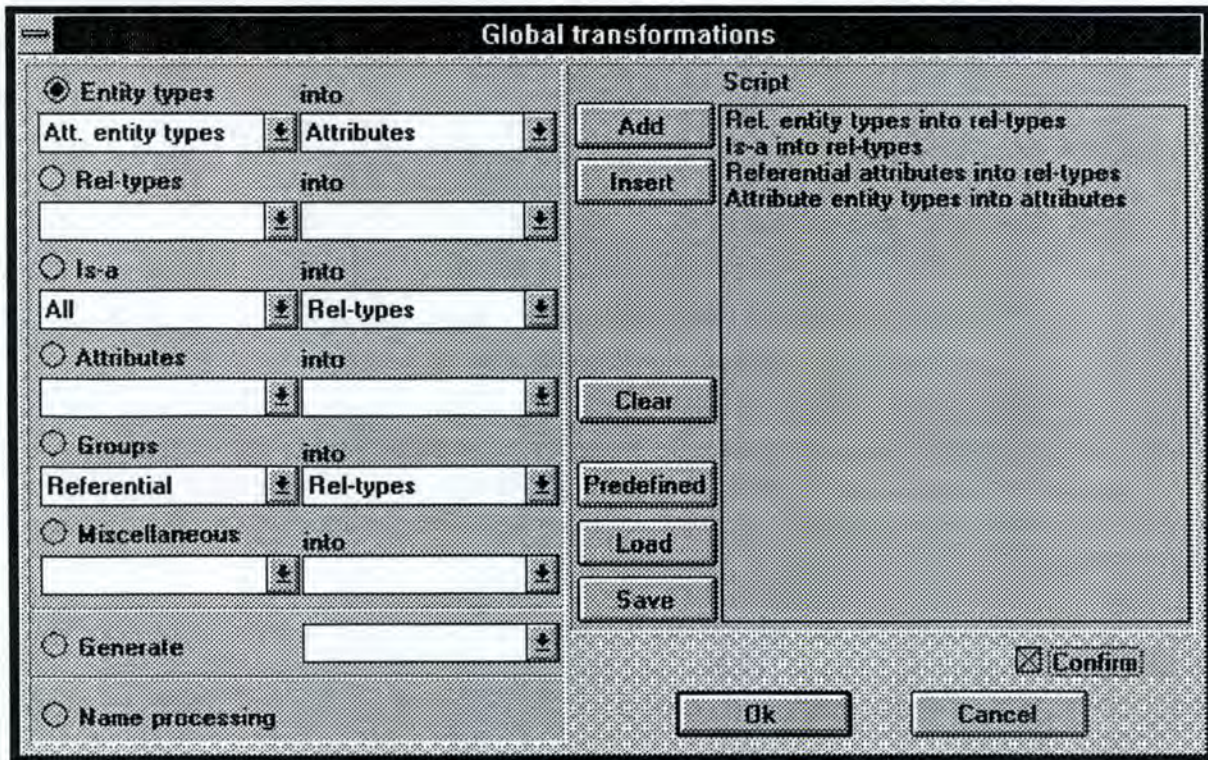 Global transformations
Entity types into
Att. entity types Attributes
Rel-types into
Is-a into
All Rel-types
Attributes into
Groups into
Referential Rel-types
Miscellaneous into
Generate
Name processing
Add
Insert
Clear
Predefined
Load
Save
Script
Rel. entity types into rel-types
Is-a into rel-types
Referential attributes into rel-types
Attribute entity types into attributes
Confirm
Ok Cancel